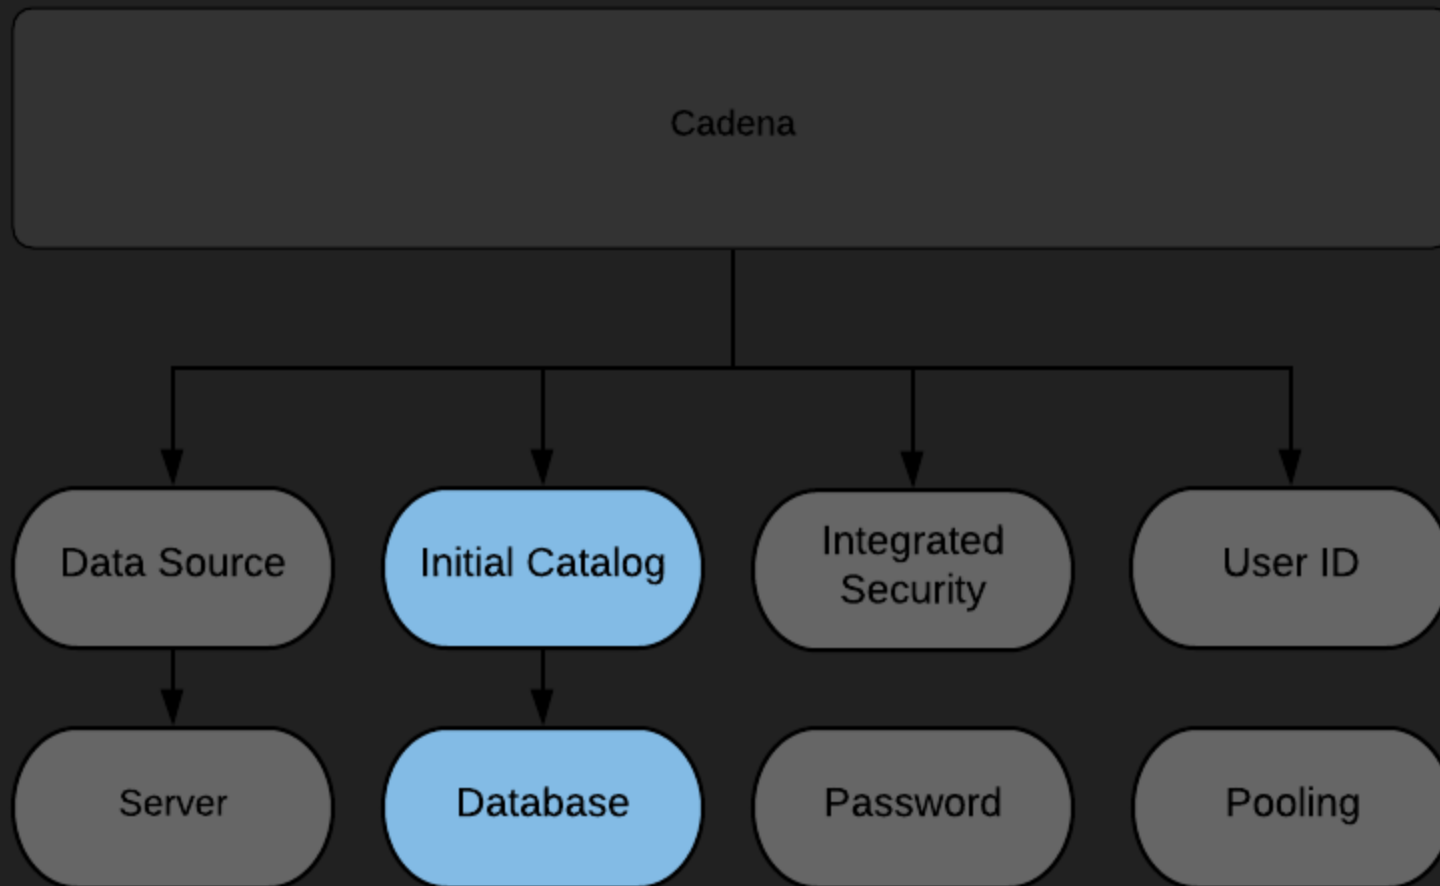 Cadena
Data Source
Initial Catalog
Integrated
Security
User ID
Server
Database
Password
Pooling